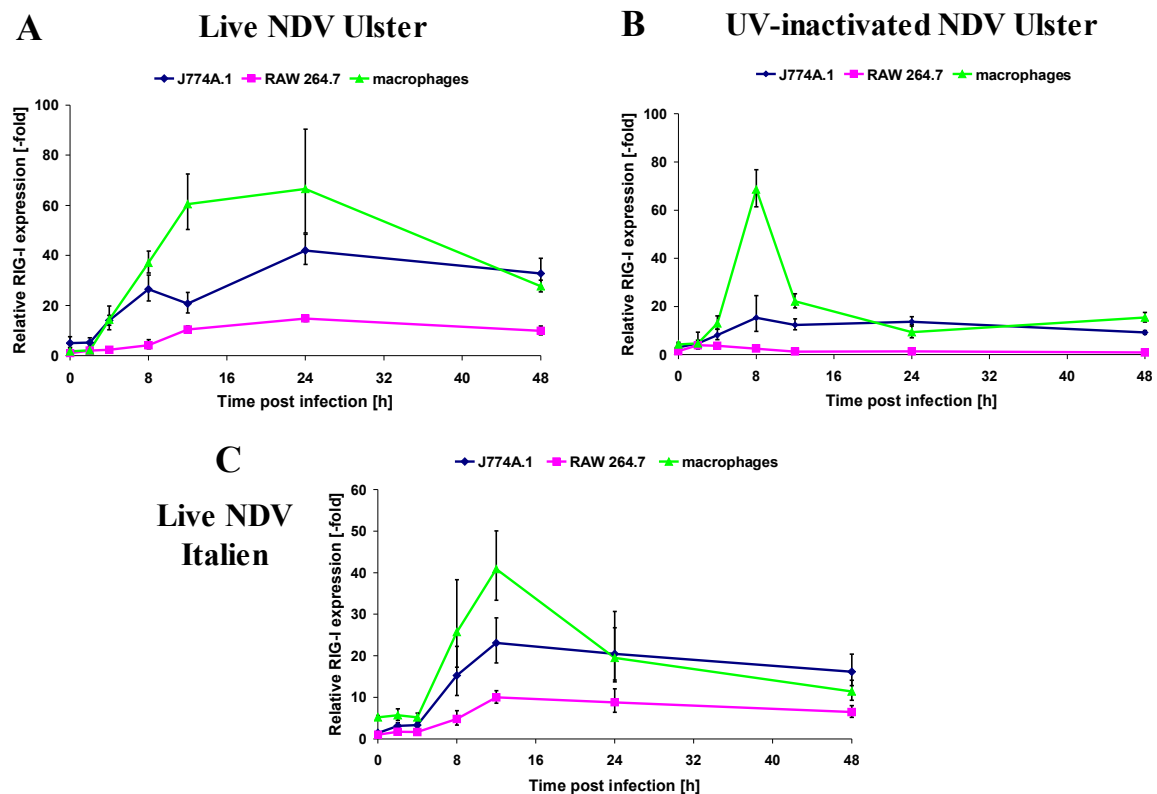 A
Live NDV Ulster
J774A.1 RAW 264.7 macrophages
Relative RIG-I expression [-fold]
100
80
60
40
20
0
0 8 16 24 32 40 48
Time post infection [h]
B
UV-inactivated NDV Ulster
J774A.1 RAW 264.7 macrophages
Relative RIG-I expression [-fold]
100
80
60
40
20
0
0 8 16 24 32 40 48
Time post infection [h]
C
Live NDV
Italien
J774A.1 RAW 264.7 macrophages
Relative RIG-I expression [-fold]
60
50
40
30
20
10
0
0 8 16 24 32 40 48
Time post infection [h]